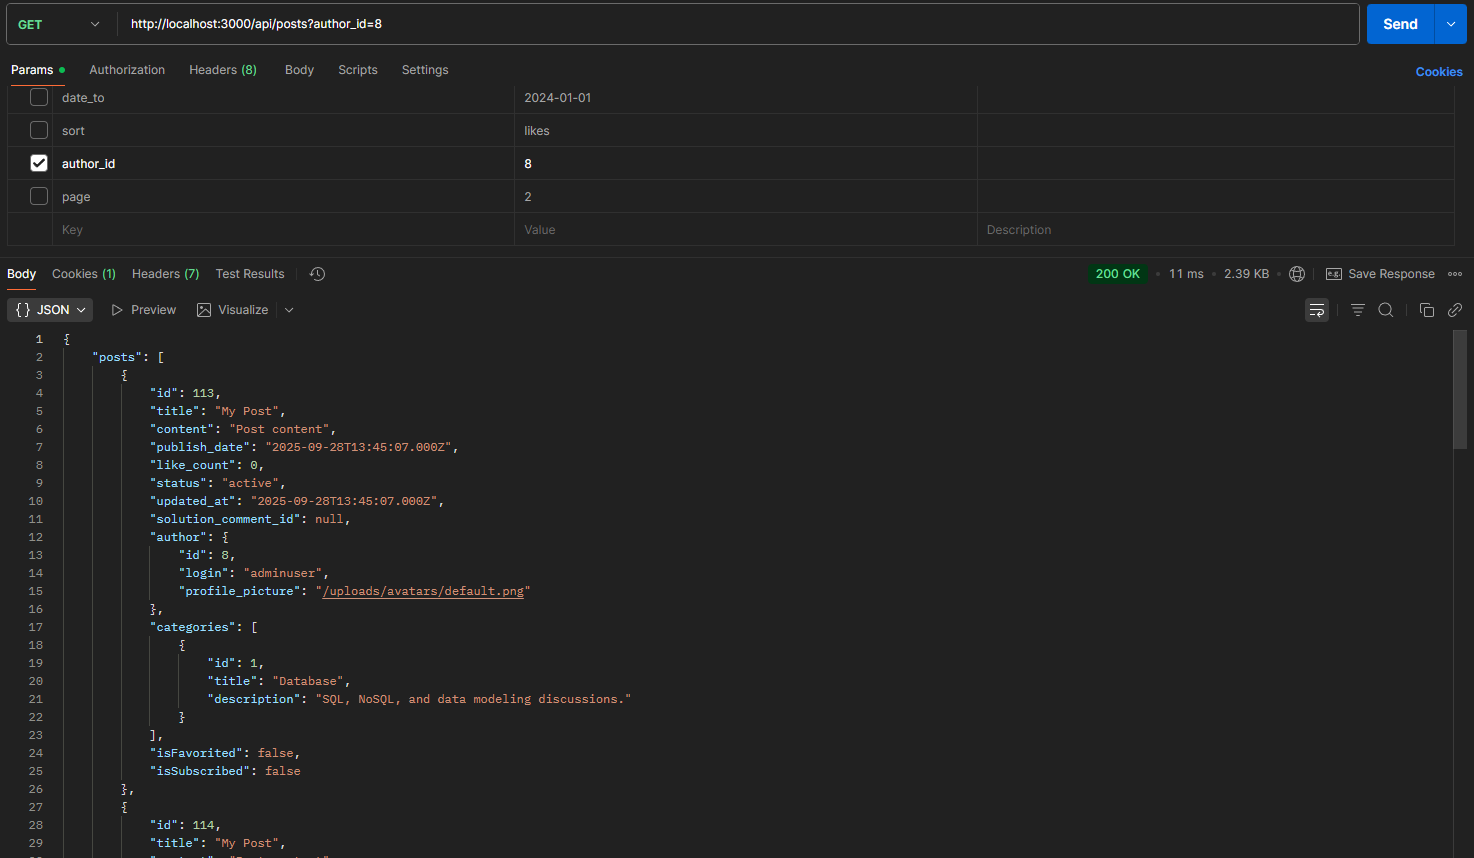 GET http://localhost:3000/api/posts?author_id=8 Send
Params Authorization Headers (8) Body Scripts Settings Cookies
date_to 2024-01-01
sort likes
author_id 8
page 2
Key Value Description
Body Cookies (1) Headers (7) Test Results 200 OK 11 ms 2.39 KB e.g. Save Response
{} JSON Preview Visualize
1 {
2 "posts": [
3 {
4 "id": 113,
5 "title": "My Post",
6 "content": "Post content",
7 "publish_date": "2025-09-28T13:45:07.000Z",
8 "like_count": 0,
9 "status": "active",
10 "updated_at": "2025-09-28T13:45:07.000Z",
11 "solution_comment_id": null,
12 "author": {
13 "id": 8,
14 "login": "adminuser",
15 "profile_picture": "/uploads/avatars/default.png"
16 },
17 "categories": [
18 {
19 "id": 1,
20 "title": "Database",
21 "description": "SQL, NoSQL, and data modeling discussions."
22 }
23 ],
24 "isFavorited": false,
25 "isSubscribed": false
26 },
27 {
28 "id": 114,
29 "title": "My Post",